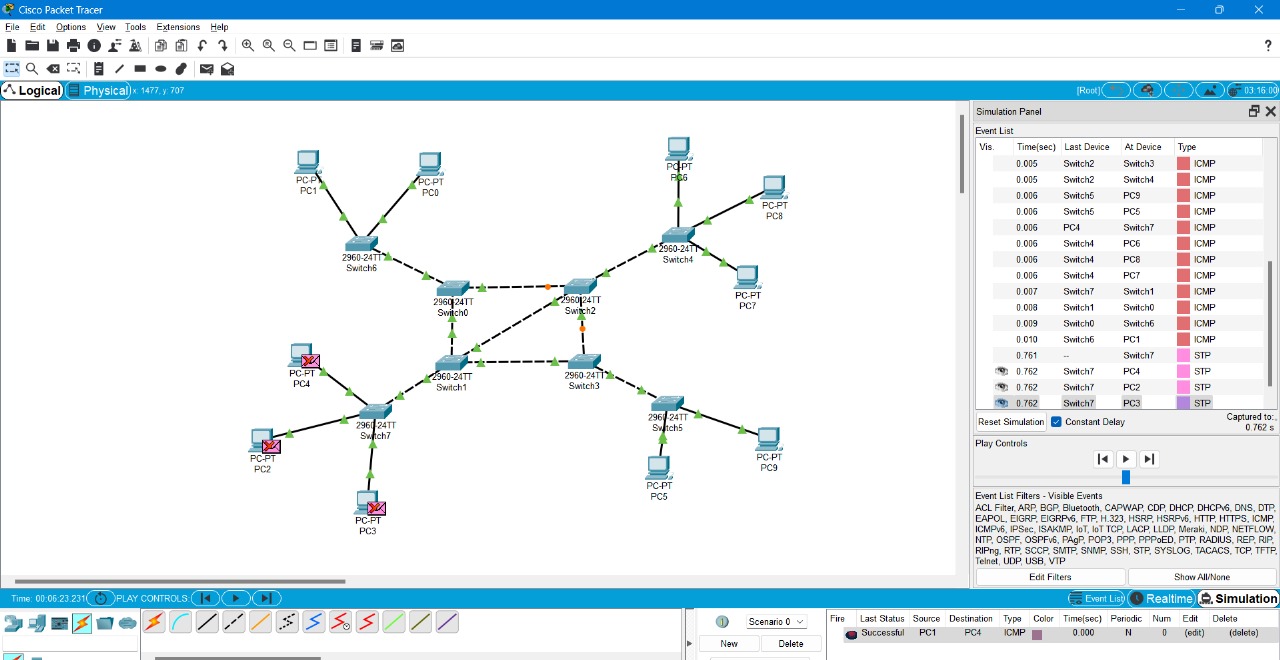 Cisco Packet Tracer
File Edit Options View Tools Extensions Help
?
Logical Physical x: 1477, y: 707 [Root] 03:16:00
PC-PT
PC1
PC-PT
PC0
PC-PT
PC6
PC-PT
PC8
2960-24TT
Switch6
2960-24TT
Switch4
PC-PT
PC7
2960-24TT
Switch0
2960-24TT
Switch2
PC-PT
PC4
2960-24TT
Switch1
2960-24TT
Switch3
2960-24TT
Switch7
2960-24TT
Switch5
PC-PT
PC2
PC-PT
PC9
PC-PT
PC5
PC-PT
PC3
Simulation Panel
Event List
Vis. Time(sec) Last Device At Device Type
0.005 Switch2 Switch3 ICMP
0.005 Switch2 Switch4 ICMP
0.006 Switch5 PC9 ICMP
0.006 Switch5 PC5 ICMP
0.006 PC4 Switch7 ICMP
0.006 Switch4 PC6 ICMP
0.006 Switch4 PC8 ICMP
0.006 Switch4 PC7 ICMP
0.007 Switch7 Switch1 ICMP
0.008 Switch1 Switch0 ICMP
0.009 Switch0 Switch6 ICMP
0.010 Switch6 PC1 ICMP
0.761 -- Switch7 STP
0.762 Switch7 PC4 STP
0.762 Switch7 PC2 STP
0.762 Switch7 PC3 STP
Reset Simulation Constant Delay Captured to:
0.762 s
Play Controls
Event List Filters - Visible Events
ACL Filter, ARP, BGP, Bluetooth, CAPWAP, CDP, DHCP, DHCPv6, DNS, DTP,
EAPOL, EIGRP, EIGRPv6, FTP, H.323, HSRP, HSRPv6, HTTP, HTTPS, ICMP,
ICMPv6, IPSec, ISAKMP, IoT, IoT TCP, LACP, LLDP, Meraki, NDP, NETFLOW,
NTP, OSPF, OSPFv6, PAgP, POP3, PPP, PPPoED, PTP, RADIUS, REP, RIP,
RIPng, RTP, SCCP, SMTP, SNMP, SSH, STP, SYSLOG, TACACS, TCP, TFTP,
Telnet, UDP, USB, VTP
Edit Filters Show All/None
Time: 00:06:23.231 PLAY CONTROLS: Event List Realtime Simulation
Scenario 0
New Delete
Fire Last Status Source Destination Type Color Time(sec) Periodic Num Edit Delete
Successful PC1 PC4 ICMP 0.000 N 0 (edit) (delete)